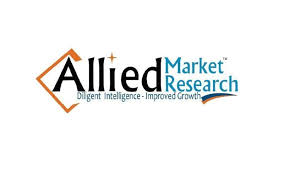 Allied Market™
Research
Diligent Intelligence - Improved Growth